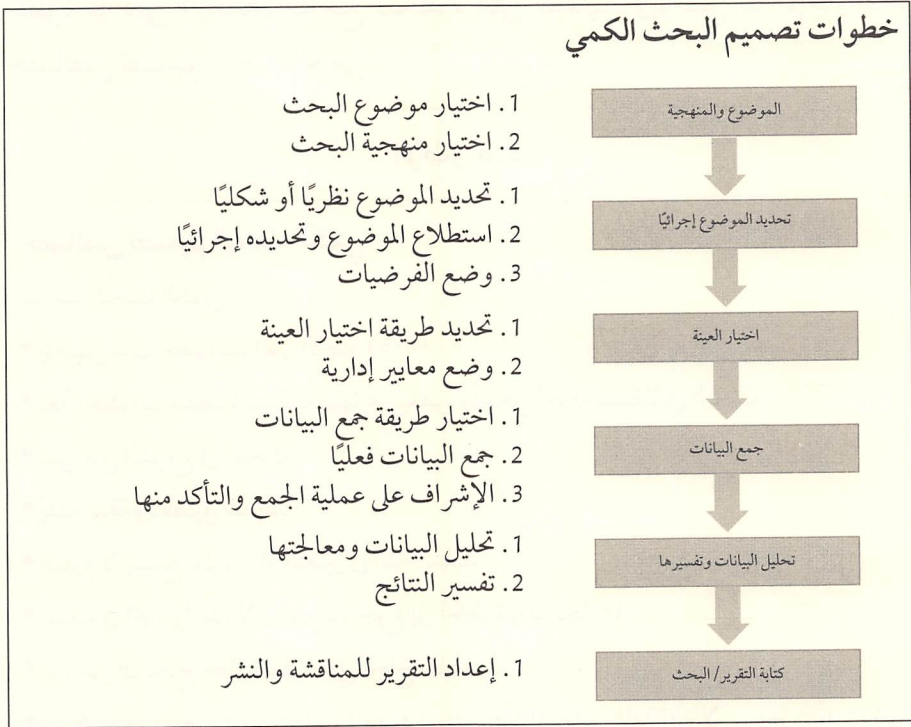 خطوات تصميم البحث الكمي
الموضوع والمنهجية
1. اختيار موضوع البحث
2. اختيار منهجية البحث
تحديد الموضوع إجرائيًا
1. تحديد الموضوع نظريًا أو شكليًا
2. استطلاع الموضوع وتحديده إجرائيًا
3. وضع الفرضيات
اختيار العينة
1. تحديد طريقة اختيار العينة
2. وضع معايير إدارية
جمع البيانات
1. اختيار طريقة جمع البيانات
2. جمع البيانات فعليًا
3. الإشراف على عملية الجمع والتأكد منها
تحليل البيانات وتفسيرها
1. تحليل البيانات ومعالجتها
2. تفسير النتائج
كتابة التقرير/ البحث
1. إعداد التقرير للمناقشة والنشر